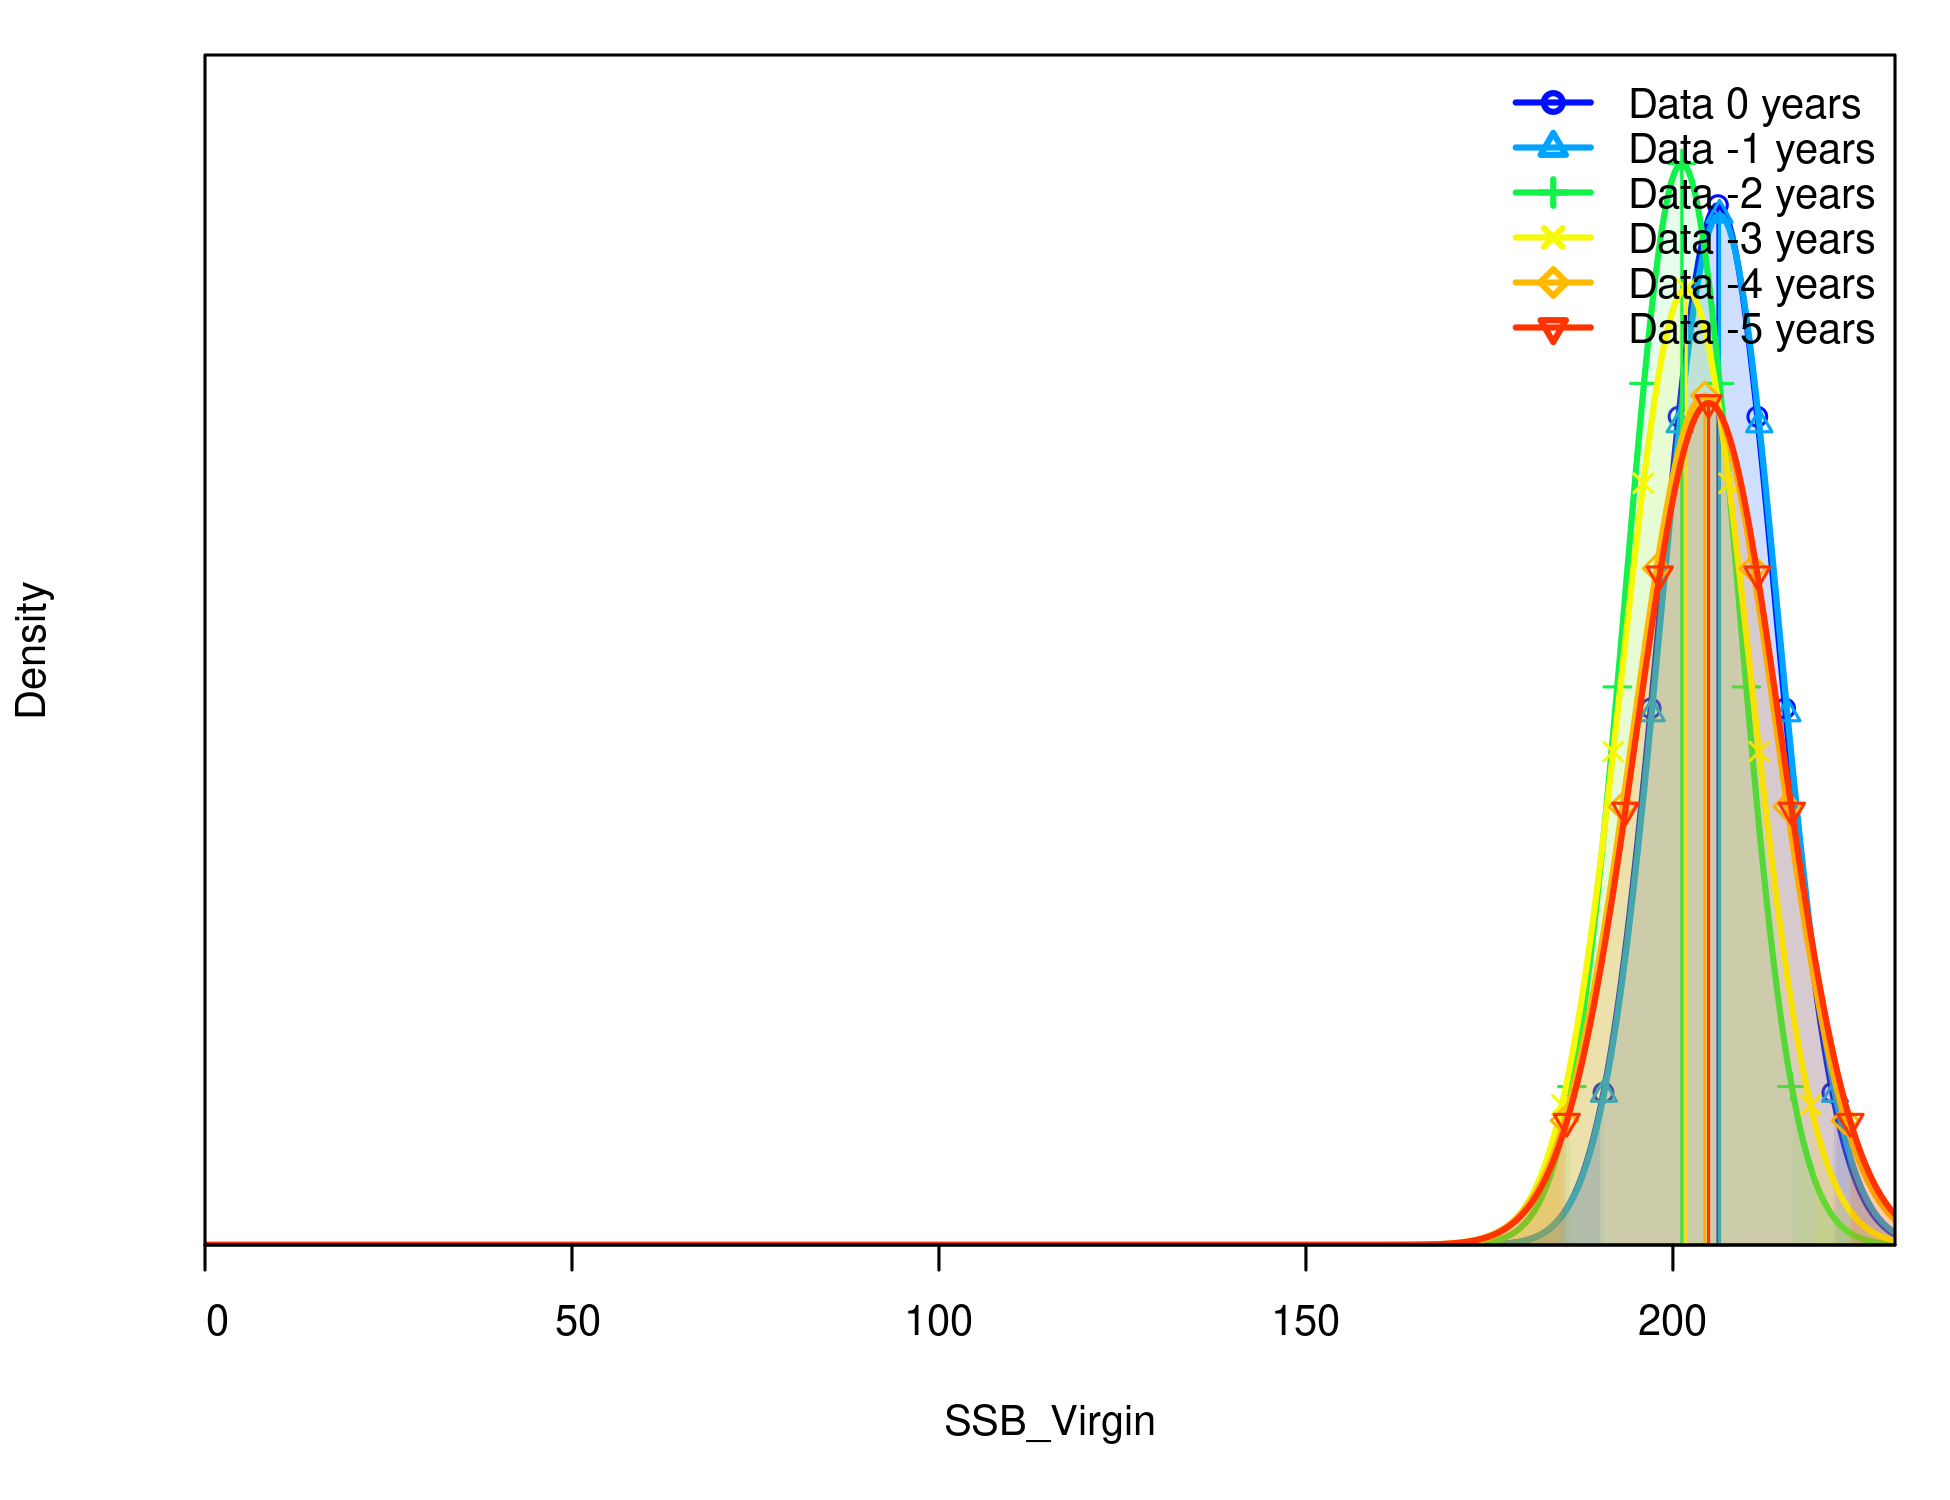 Data 0 years
Data -1 years
Data -2 years
Data -3 years
Data -4 years
Data -5 years
Density
0 50 100 150 200
SSB_Virgin